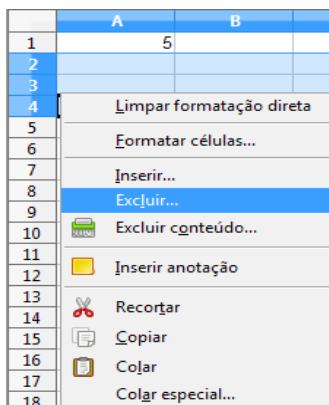 A B
1 5
2
3
4
Limpar formatação direta
5
Formatar células...
6
7
Inserir...
8
Excluir...
9
10
Excluir conteúdo...
11
Inserir anotação
12
13
Recortar
14
15
Copiar
16
Colar
17
Colar especial...
18